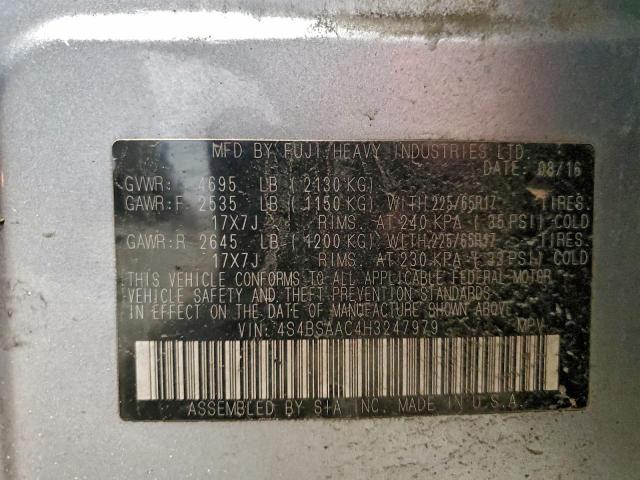 MFD BY FUJI HEAVY INDUSTRIES LTD.
DATE: 08/16
GVWR: 4695 LB ( 2130 KG)
GAWR:F 2535 LB ( 1150 KG) WITH 225/65R17 TIRES
17X7J RIMS. AT 240 KPA ( 35 PSI) COLD
GAWR:R 2645 LB ( 1200 KG) WITH 225/65R17 TIRES
17X7J RIMS. AT 230 KPA ( 33 PSI) COLD
THIS VEHICLE CONFORMS TO ALL APPLICABLE FEDERAL MOTOR
VEHICLE SAFETY AND THEFT PREVENTION STANDARDS
IN EFFECT ON THE DATE OF MANUFACTURE SHOWN ABOVE.
VIN: 4S4BSAAC4H3247979 MPV
ASSEMBLED BY SIA INC. MADE IN U.S.A.